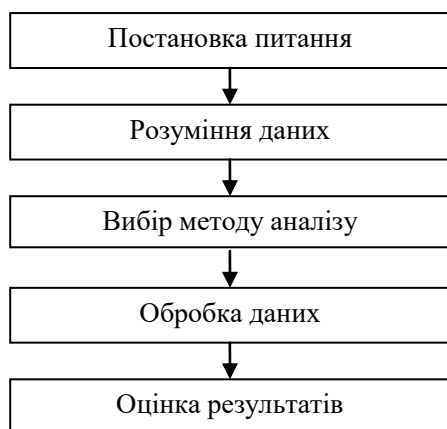 Постановка питання
Розуміння даних
Вибір методу аналізу
Обробка даних
Оцінка результатів